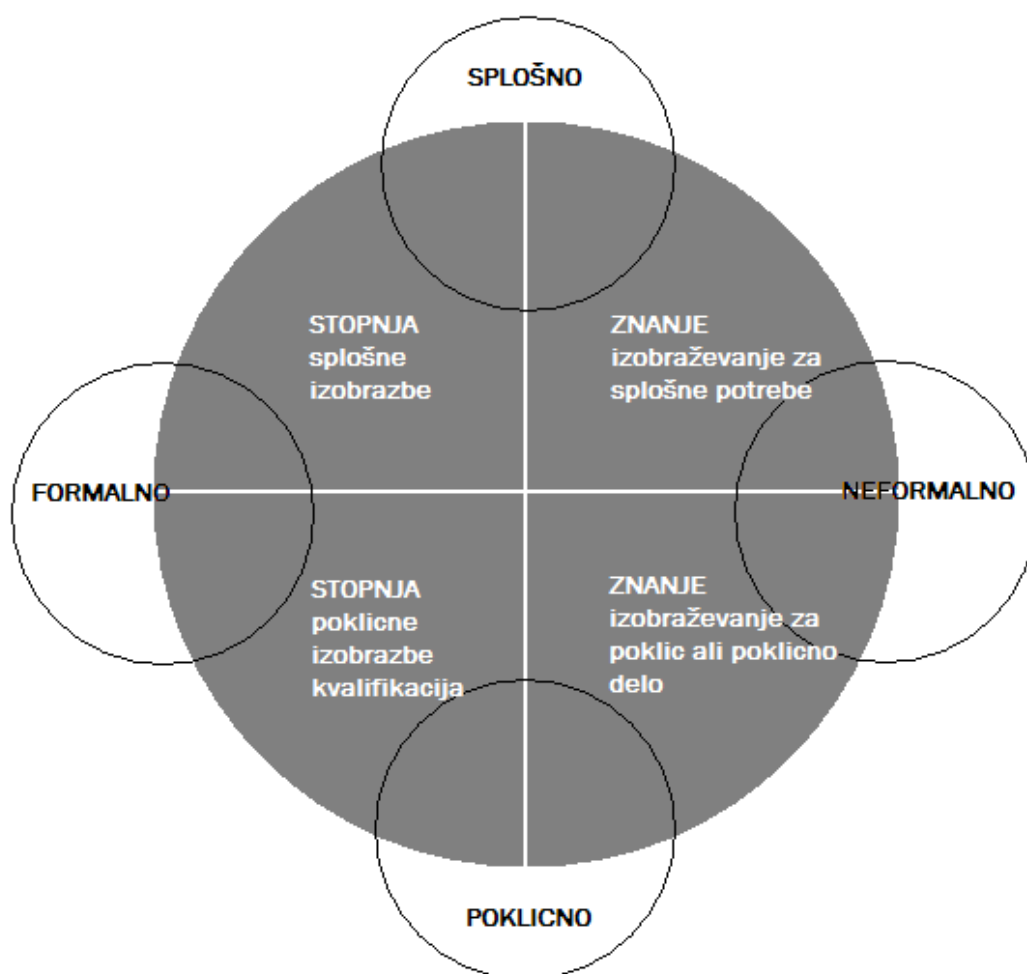 SPLOŠNO
STOPNJA
splošne
izobrazbe
ZNANJE
izobraževanje za
splošne potrebe
FORMALNO
NEFORMALNO
STOPNJA
poklicne
izobrazbe
kvalifikacija
ZNANJE
izobraževanje za
poklic ali poklicno
delo
POKLICNO